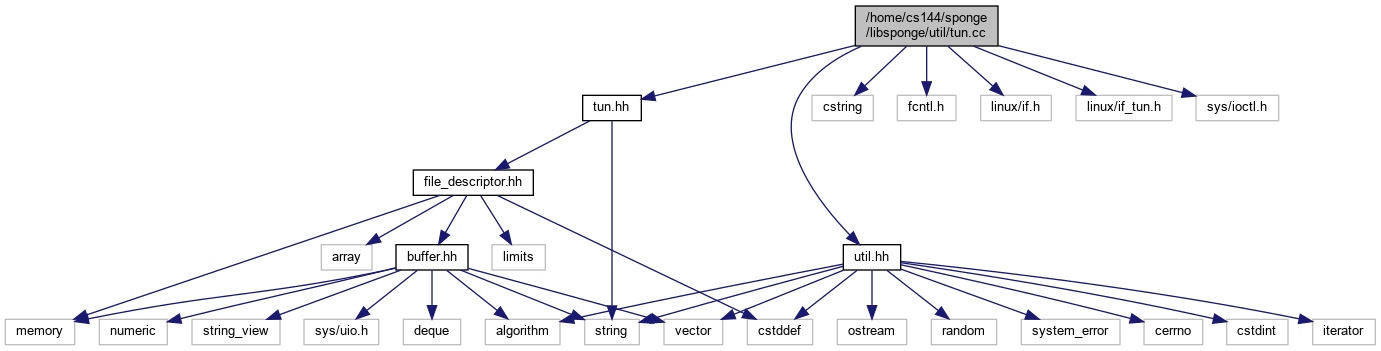 /home/cs144/sponge
/libsponge/util/tun.cc
tun.hh
cstring
fcntl.h
linux/if.h
linux/if_tun.h
sys/ioctl.h
file_descriptor.hh
array
buffer.hh
limits
util.hh
memory
numeric
string_view
sys/uio.h
deque
algorithm
string
vector
cstddef
ostream
random
system_error
cerrno
cstdint
iterator